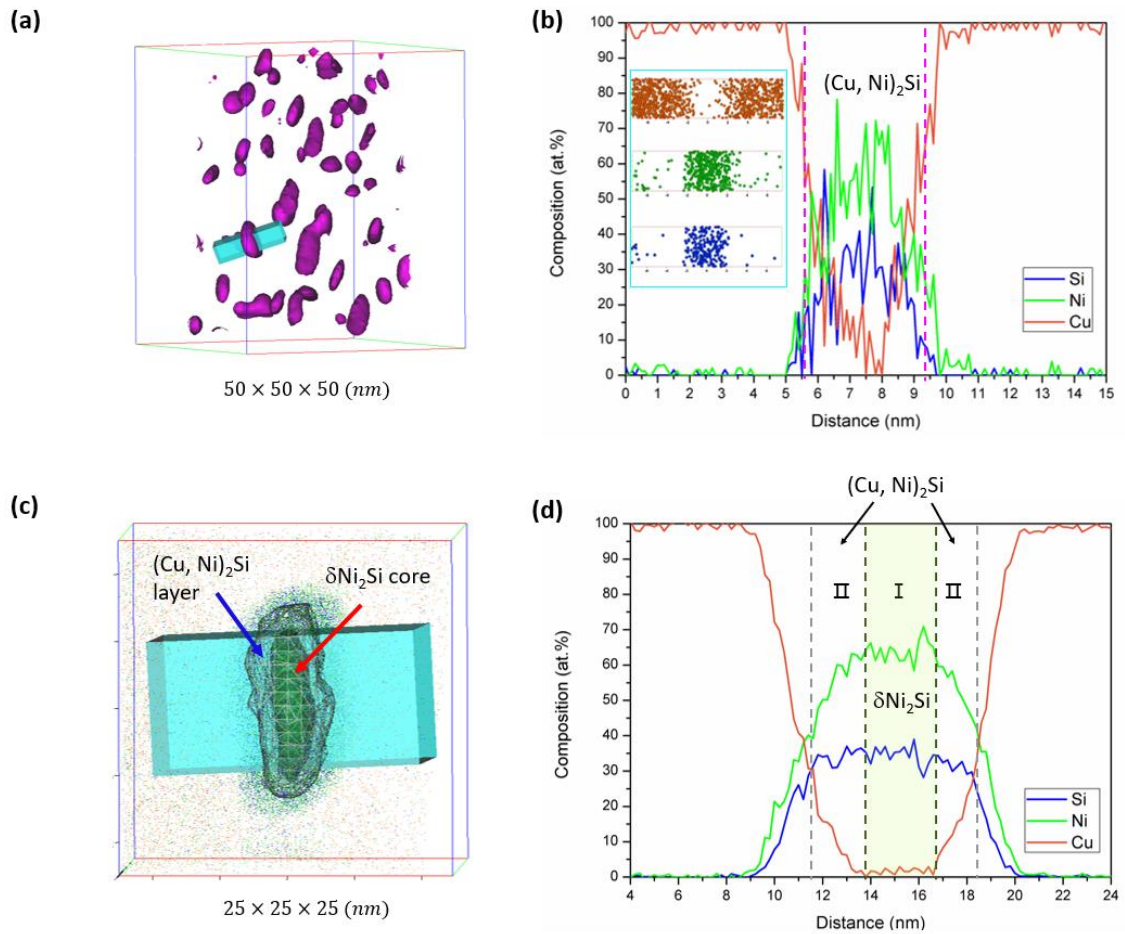 (a)
50 × 50 × 50 (nm)
(b)
Composition (at.%)
100
90
80
70
60
50
40
30
20
10
0
(Cu, Ni)₂Si
Si
Ni
Cu
0 1 2 3 4 5 6 7 8 9 10 11 12 13 14 15
Distance (nm)
(c)
(Cu, Ni)₂Si
layer
δNi₂Si core
25 × 25 × 25 (nm)
(d)
(Cu, Ni)₂Si
Composition (at.%)
100
90
80
70
60
50
40
30
20
10
0
II I II
δNi₂Si
Si
Ni
Cu
4 6 8 10 12 14 16 18 20 22 24
Distance (nm)